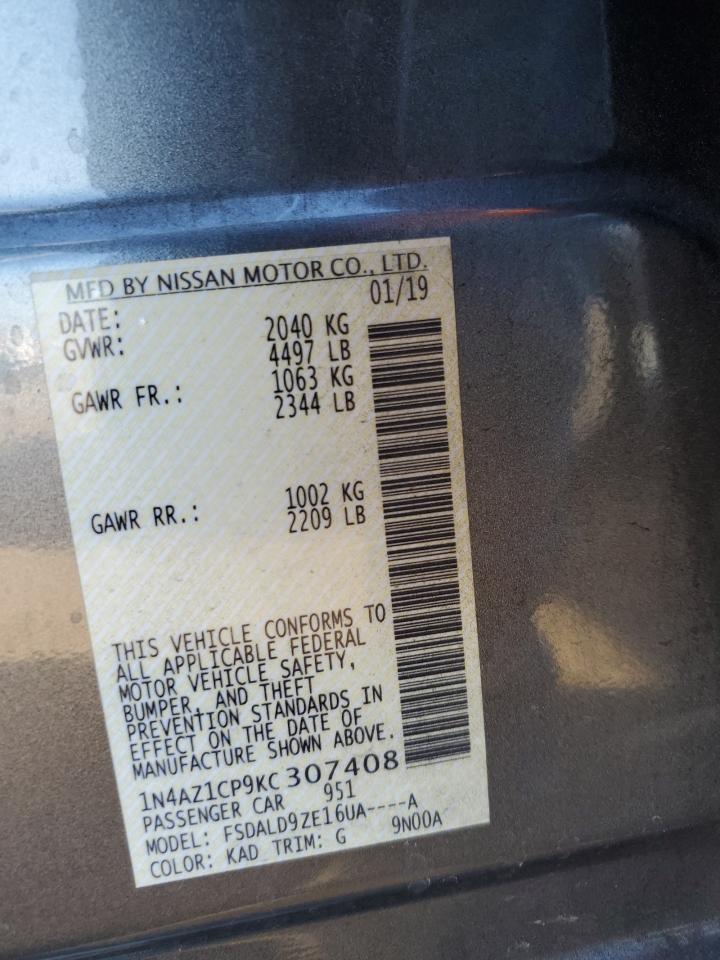 MFD BY NISSAN MOTOR CO., LTD.
DATE: 01/19
GVWR: 2040 KG
4497 LB
GAWR FR.: 1063 KG
2344 LB
GAWR RR.: 1002 KG
2209 LB
THIS VEHICLE CONFORMS TO
ALL APPLICABLE FEDERAL
MOTOR VEHICLE SAFETY,
BUMPER, AND THEFT
PREVENTION STANDARDS IN
EFFECT ON THE DATE OF
MANUFACTURE SHOWN ABOVE.
1N4AZ1CP9KC307408
PASSENGER CAR 951
MODEL: FSDALD9ZE16UA----A
COLOR: KAD TRIM: G 9N00A